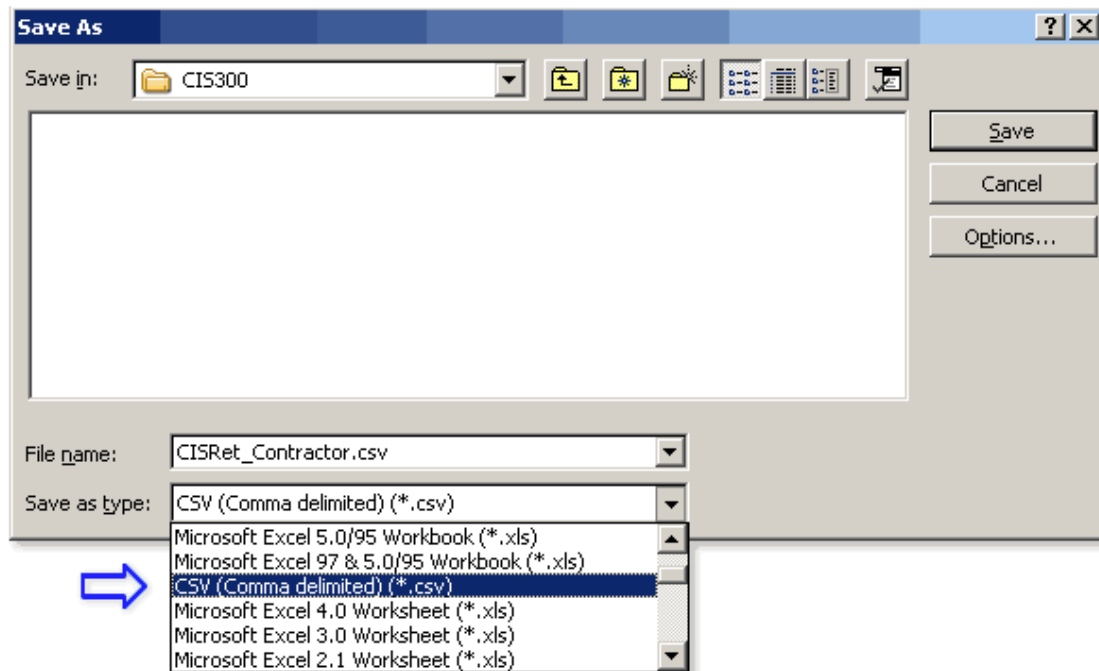 Save As
Save in: CIS300
Save
Cancel
Options...
File name: CISRet_Contractor.csv
Save as type: CSV (Comma delimited) (*.csv)
Microsoft Excel 5.0/95 Workbook (*.xls)
Microsoft Excel 97 & 5.0/95 Workbook (*.xls)
CSV (Comma delimited) (*.csv)
Microsoft Excel 4.0 Worksheet (*.xls)
Microsoft Excel 3.0 Worksheet (*.xls)
Microsoft Excel 2.1 Worksheet (*.xls)